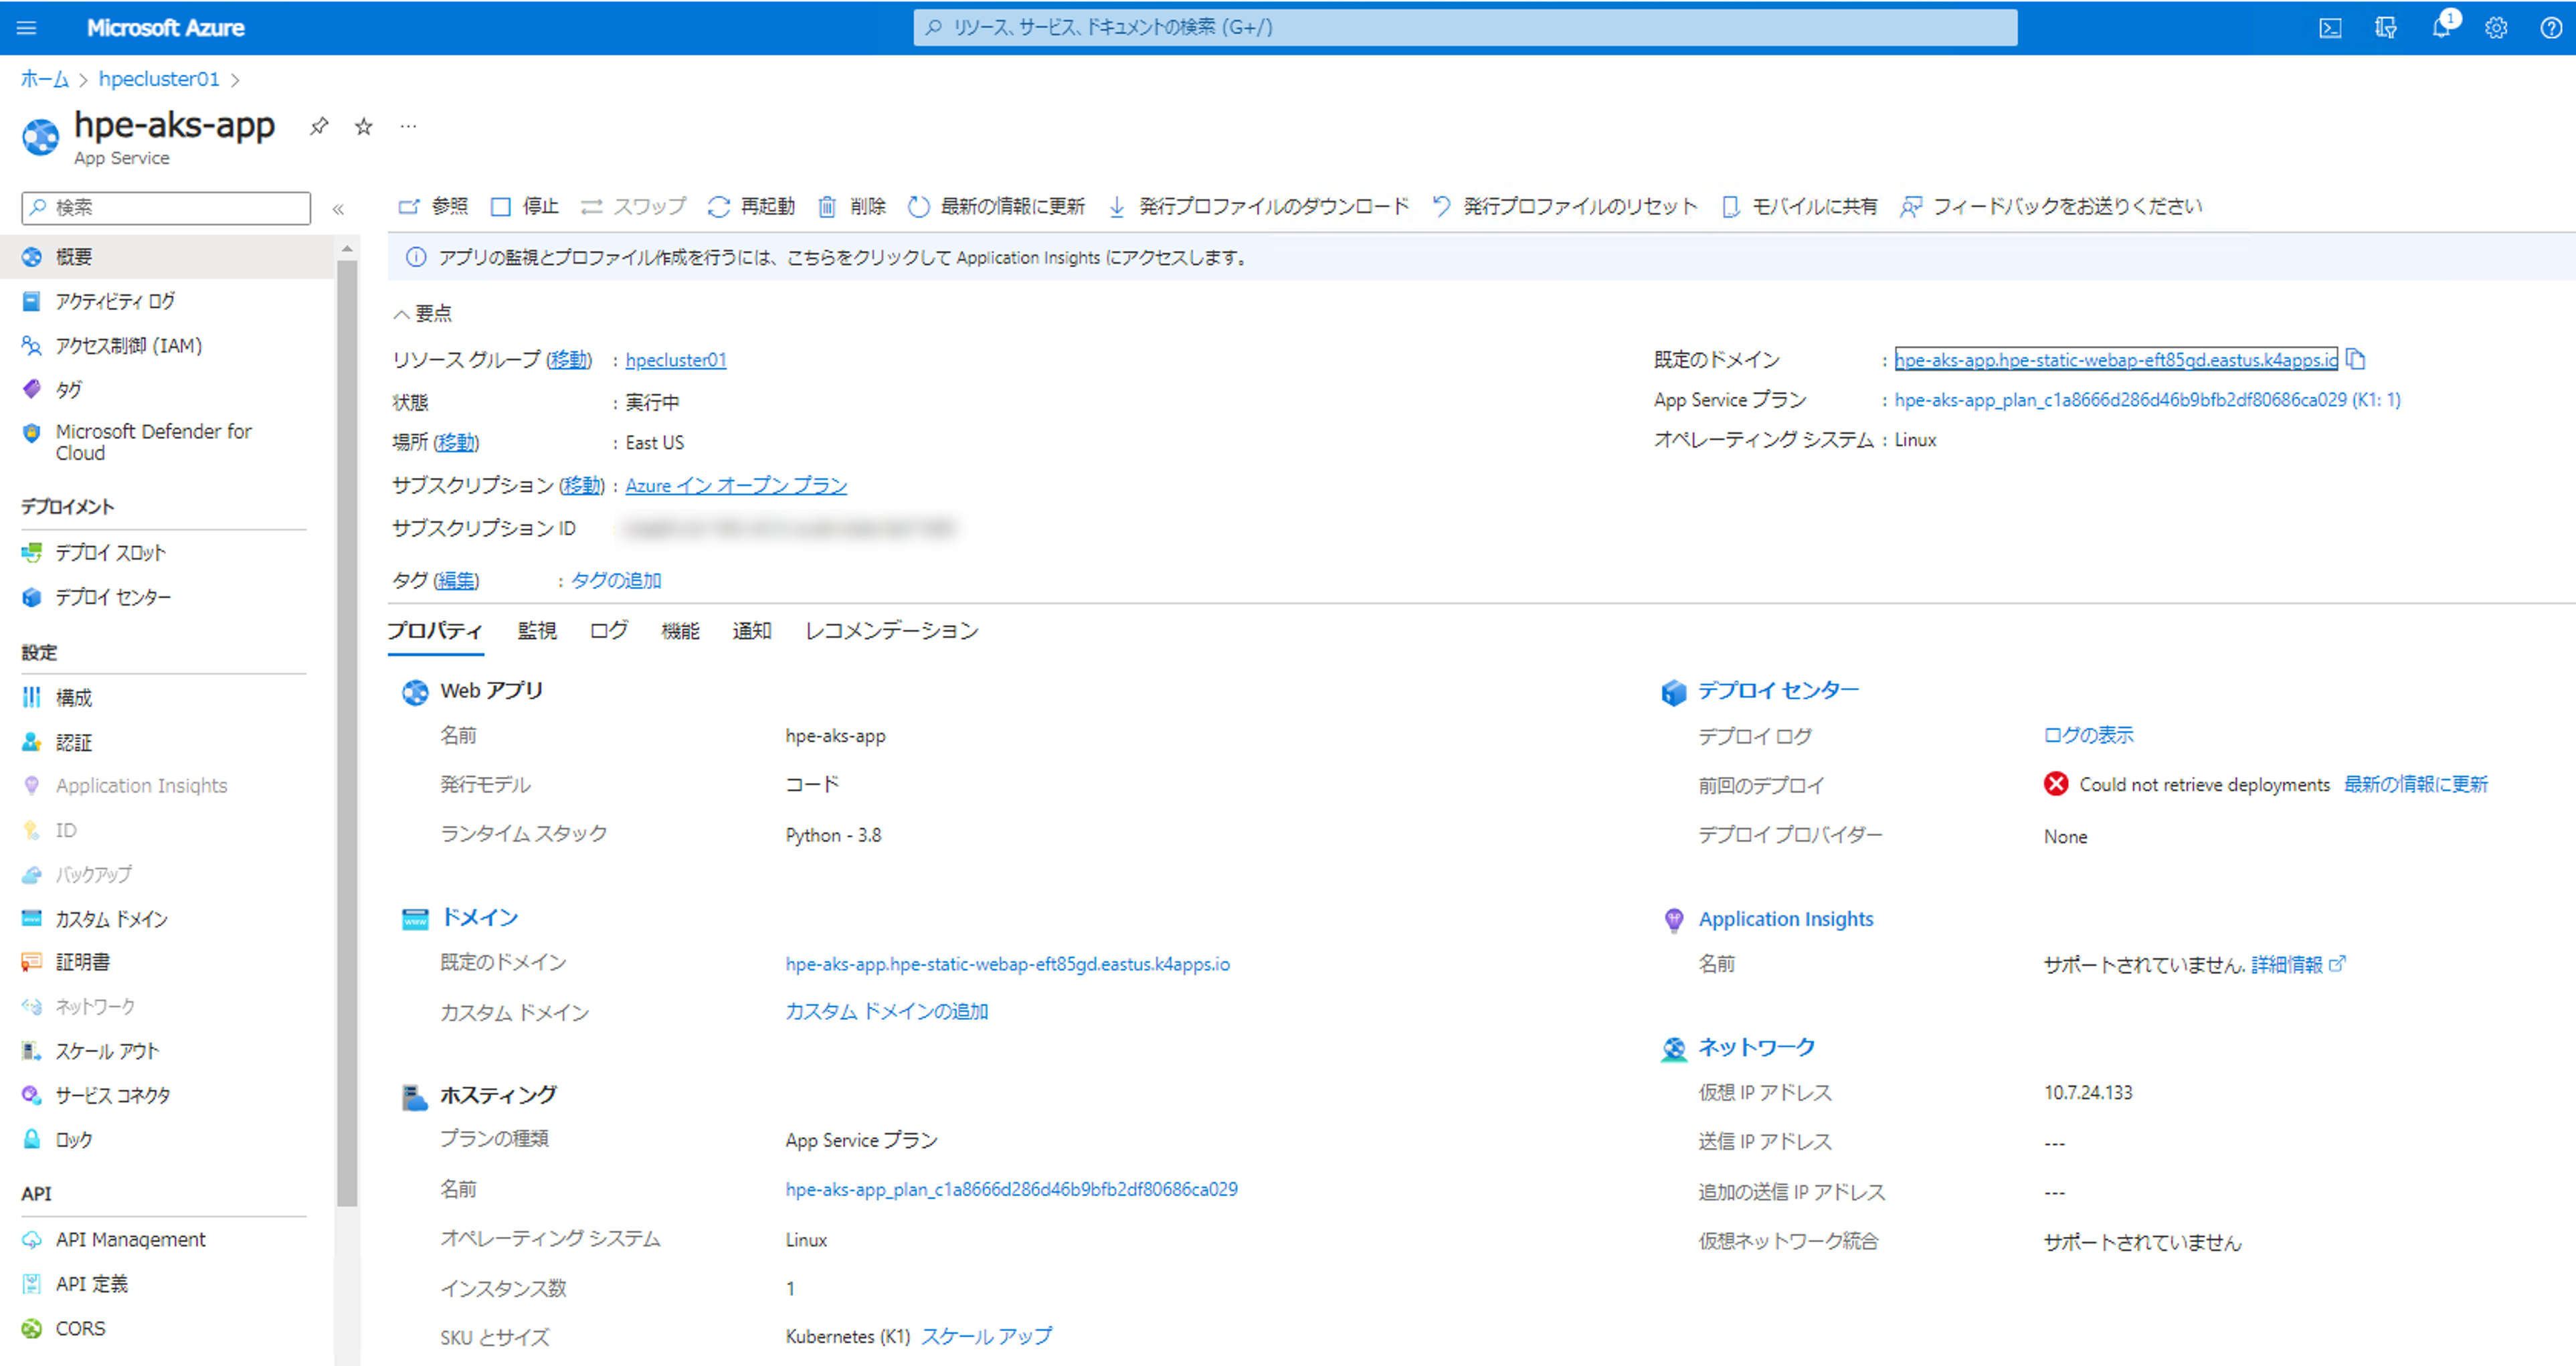 Microsoft Azure
リソース、サービス、ドキュメントの検索 (G+/)
1
ホーム > hpecluster01 >
hpe-aks-app
App Service
検索
参照 停止 スワップ 再起動 削除 最新の情報に更新 発行プロファイルのダウンロード 発行プロファイルのリセット モバイルに共有 フィードバックをお送りください
アプリの監視とプロファイル作成を行うには、こちらをクリックして Application Insights にアクセスします。
概要
アクティビティ ログ
アクセス制御 (IAM)
タグ
Microsoft Defender for
Cloud
デプロイメント
デプロイ スロット
デプロイ センター
設定
構成
認証
Application Insights
ID
バックアップ
カスタム ドメイン
証明書
ネットワーク
スケール アウト
サービス コネクタ
ロック
API
API Management
API 定義
CORS
要点
リソース グループ (移動) : hpecluster01
状態 : 実行中
場所 (移動) : East US
サブスクリプション (移動) : Azure イン オープン プラン
サブスクリプション ID
タグ (編集) : タグの追加
既定のドメイン : hpe-aks-app.hpe-static-webap-eft85gd.eastus.k4apps.io
App Service プラン : hpe-aks-app_plan_c1a8666d286d46b9bfb2df80686ca029 (K1: 1)
オペレーティング システム : Linux
プロパティ 監視 ログ 機能 通知 レコメンデーション
Web アプリ
名前 hpe-aks-app
発行モデル コード
ランタイム スタック Python - 3.8
ドメイン
既定のドメイン hpe-aks-app.hpe-static-webap-eft85gd.eastus.k4apps.io
カスタム ドメイン カスタム ドメインの追加
ホスティング
プランの種類 App Service プラン
名前 hpe-aks-app_plan_c1a8666d286d46b9bfb2df80686ca029
オペレーティング システム Linux
インスタンス数 1
SKU とサイズ Kubernetes (K1) スケール アップ
デプロイ センター
デプロイ ログ ログの表示
前回のデプロイ Could not retrieve deployments 最新の情報に更新
デプロイ プロバイダー None
Application Insights
名前 サポートされていません. 詳細情報
ネットワーク
仮想 IP アドレス 10.7.24.133
送信 IP アドレス ---
追加の送信 IP アドレス ---
仮想ネットワーク統合 サポートされていません